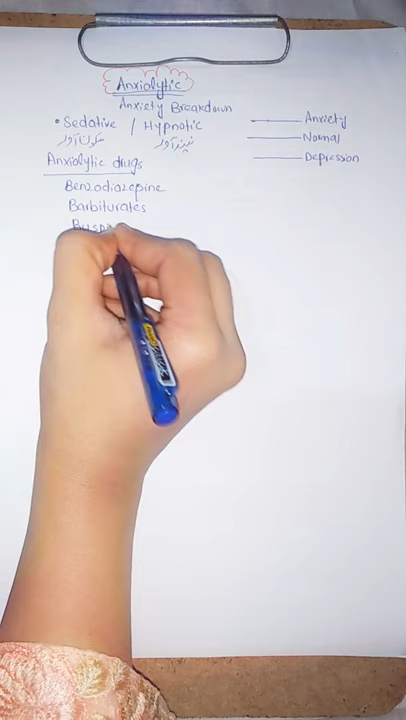 Anxiolytic
Anxiety Breakdown
• Sedative / Hypnotic
سکون آور نیند آور
Anxiolytic drugs
Benzodiazepine
Barbiturates
Anxiety
Normal
Depression